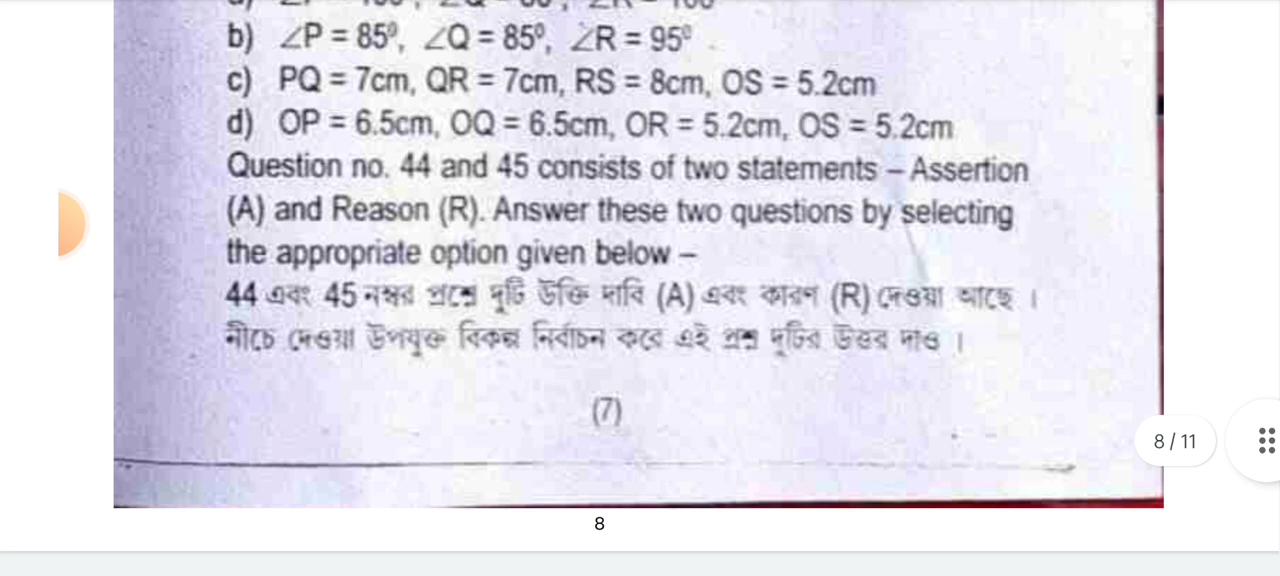 b) ∠P = 85⁰, ∠Q = 85⁰, ∠R = 95⁰
c) PQ = 7cm, QR = 7cm, RS = 8cm, OS = 5.2cm
d) OP = 6.5cm, OQ = 6.5cm, OR = 5.2cm, OS = 5.2cm
Question no. 44 and 45 consists of two statements – Assertion
(A) and Reason (R). Answer these two questions by selecting
the appropriate option given below –
44 এবং 45 নম্বর প্রশ্নে দুটি উক্তি দাবি (A) এবং কারণ (R) দেওয়া আছে ।
নীচে দেওয়া উপযুক্ত বিকল্প নির্বাচন করে এই প্রশ্ন দুটির উত্তর দাও ।
(7)
8 / 11
8